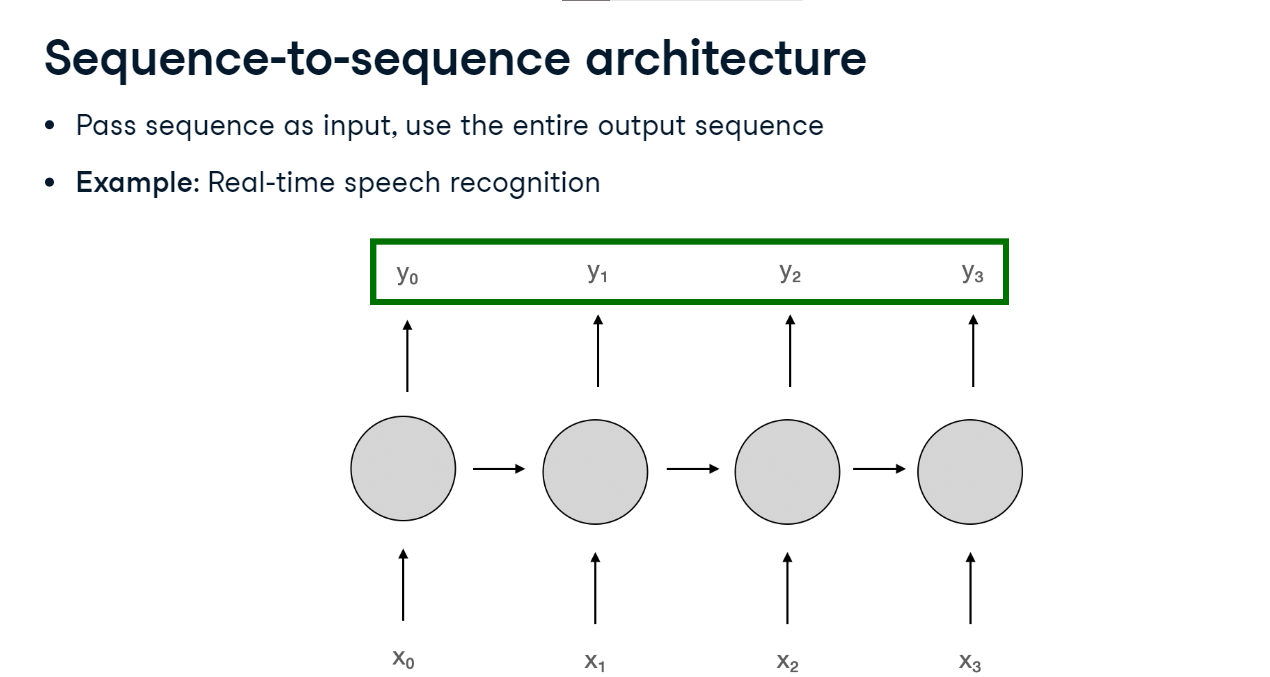 Sequence-to-sequence architecture
• Pass sequence as input, use the entire output sequence
• Example: Real-time speech recognition
y₀ y₁ y₂ y₃
x₀ x₁ x₂ x₃